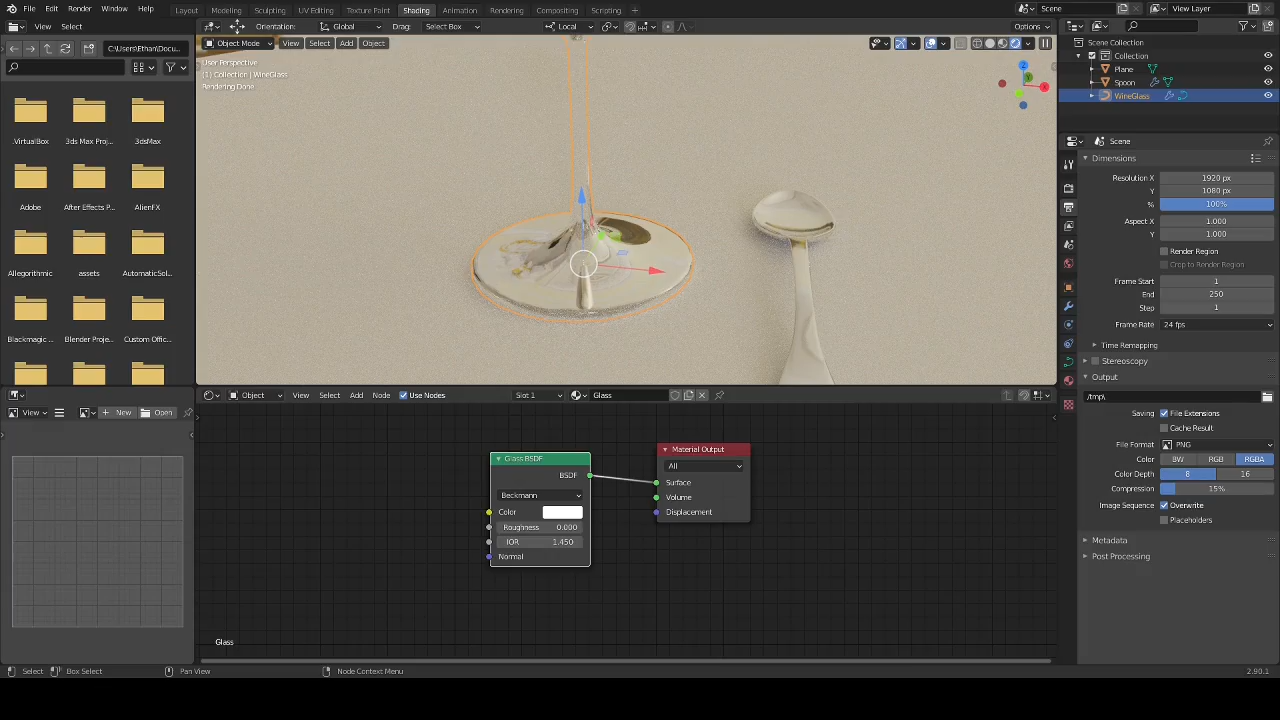 File Edit Render Window Help Layout Modeling Sculpting UV Editing Texture Paint Shading Animation Rendering Compositing Scripting + Scene View Layer
View Select Orientation: Global Drag: Select Box Local Options
C:\Users\Ethan\Docu...
Object Mode View Select Add Object
User Perspective
(1) Collection | WineGlass
Rendering Done
Z
Y
X
.VirtualBox 3ds Max Proj... 3dsMax
Adobe After Effects P... AlienFX
Allegorithmic assets AutomaticSol...
Blackmagic ... Blender Proje... Custom Offic...
Scene Collection
Collection
Plane
Spoon
WineGlass
Scene
Dimensions
Resolution X 1920 px
Y 1080 px
% 100%
Aspect X 1.000
Y 1.000
Render Region
Crop to Render Region
Frame Start 1
End 250
Step 1
Frame Rate 24 fps
Time Remapping
Stereoscopy
Output
/tmp\
Saving File Extensions
Cache Result
File Format PNG
Color BW RGB RGBA
Color Depth 8 16
Compression 15%
Image Sequence Overwrite
Placeholders
Metadata
Post Processing
View New Open
Object View Select Add Node Use Nodes Slot 1 Glass
Glass BSDF
BSDF
Beckmann
Color
Roughness 0.000
IOR 1.450
Normal
Material Output
All
Surface
Volume
Displacement
Glass
Select Box Select Pan View Node Context Menu 2.90.1